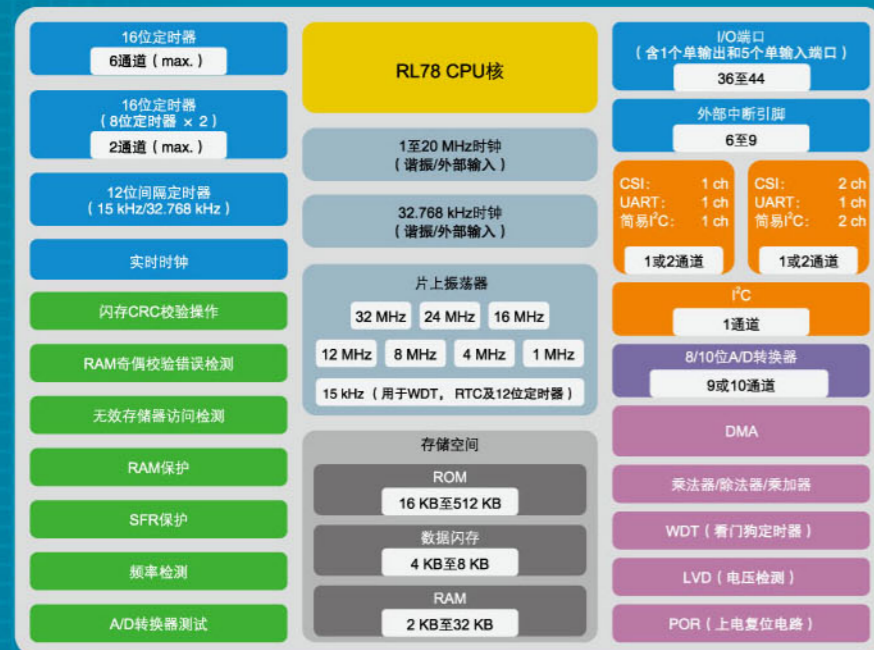 16位定时器
6通道（max.）
16位定时器
（8位定时器 × 2）
2通道（max.）
12位间隔定时器
（15 kHz/32.768 kHz）
实时时钟
闪存CRC校验操作
RAM奇偶校验错误检测
无效存储器访问检测
RAM保护
SFR保护
频率检测
A/D转换器测试
RL78 CPU核
1至20 MHz时钟
（谐振/外部输入）
32.768 kHz时钟
（谐振/外部输入）
片上振荡器
32 MHz 24 MHz 16 MHz
12 MHz 8 MHz 4 MHz 1 MHz
15 kHz（用于WDT，RTC及12位定时器）
存储空间
ROM
16 KB至512 KB
数据闪存
4 KB至8 KB
RAM
2 KB至32 KB
I/O端口
（含1个单输出和5个单输入端口）
36至44
外部中断引脚
6至9
CSI: 1 ch
UART: 1 ch
简易I²C: 1 ch
1或2通道
CSI: 2 ch
UART: 1 ch
简易I²C: 2 ch
1或2通道
I²C
1通道
8/10位A/D转换器
9或10通道
DMA
乘法器/除法器/乘加器
WDT（看门狗定时器）
LVD（电压检测）
POR（上电复位电路）